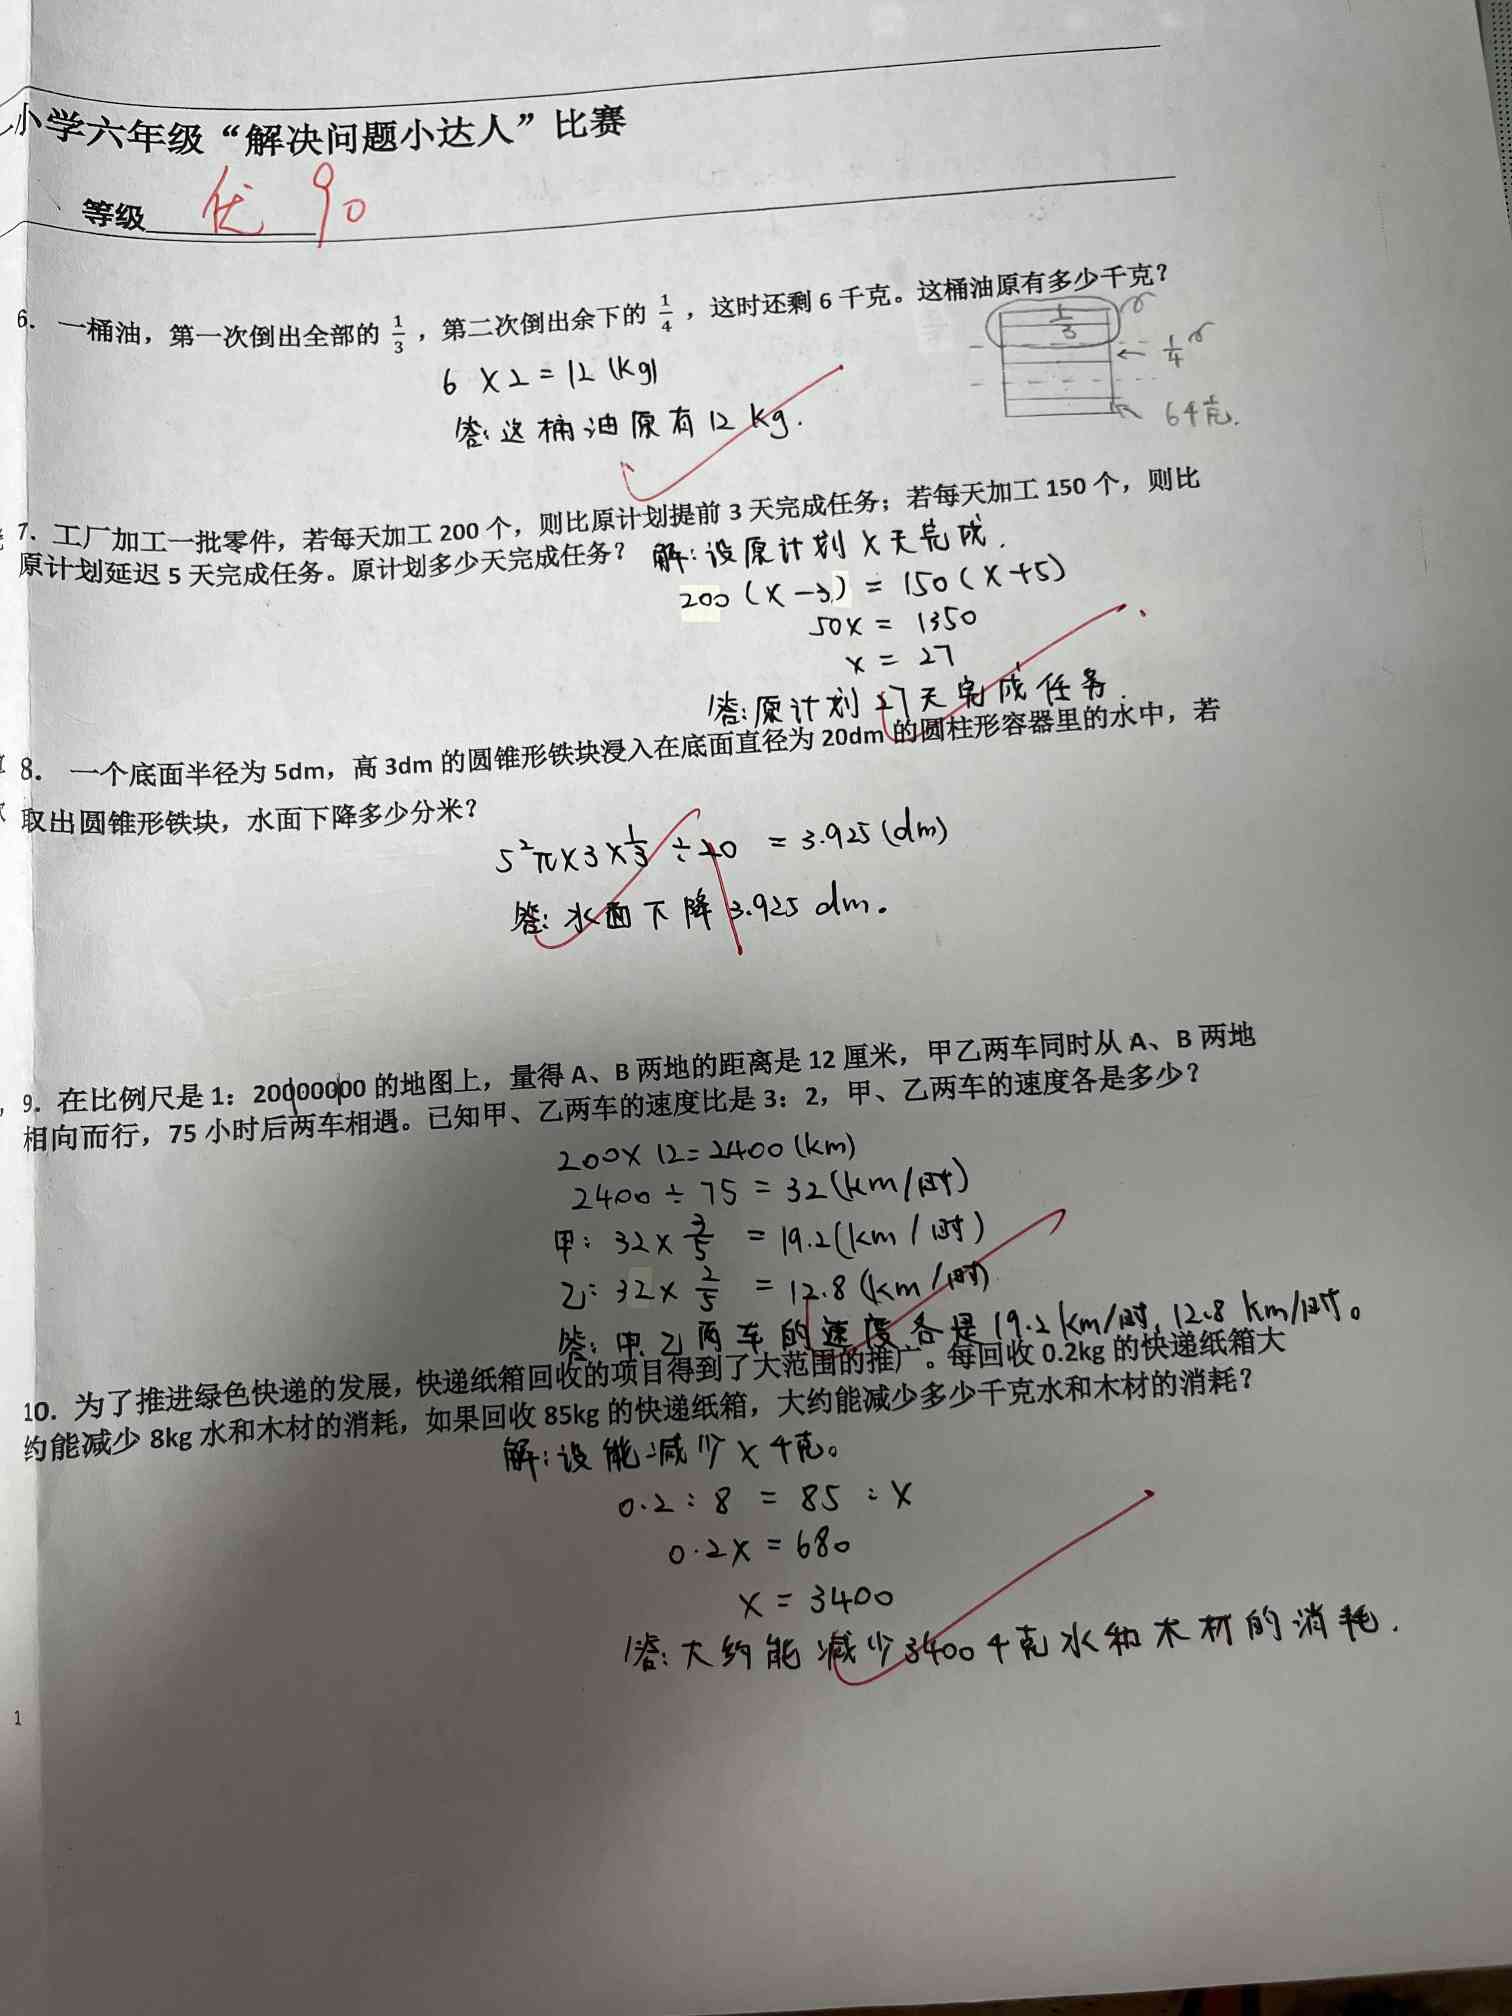 小学六年级“解决问题小达人”比赛
等级 优 90
6. 一桶油，第一次倒出全部的 1/3 ，第二次倒出余下的 1/4 ，这时还剩 6 千克。这桶油原有多少千克？
1/3
1/4
6千克.
6 × 2 = 12 (kg)
答：这桶油原有12 kg.
7. 工厂加工一批零件，若每天加工 200 个，则比原计划提前 3 天完成任务；若每天加工 150 个，则比
原计划延迟 5 天完成任务。原计划多少天完成任务？ 解：设原计划 x 天完成.
200 (x－3) = 150 (x+5)
50x = 1350
x = 27
答：原计划27天完成任务.
8. 一个底面半径为 5dm，高 3dm 的圆锥形铁块浸入在底面直径为 20dm 的圆柱形容器里的水中，若
取出圆锥形铁块，水面下降多少分米？
5²π×3×1/3 ÷20 = 3.925(dm)
答：水面下降3.925 dm。
9. 在比例尺是 1：20000000 的地图上，量得 A、B 两地的距离是 12 厘米，甲乙两车同时从 A、B 两地
相向而行，75 小时后两车相遇。已知甲、乙两车的速度比是 3：2，甲、乙两车的速度各是多少？
200×12=2400(km)
2400÷75=32(km/时)
甲：32×3/5 =19.2(km/时)
乙：32×2/5 =12.8(km/时)
答：甲、乙两车的速度各是19.2km/时，12.8 km/时。
10. 为了推进绿色快递的发展，快递纸箱回收的项目得到了大范围的推广。每回收 0.2kg 的快递纸箱大
约能减少 8kg 水和木材的消耗，如果回收 85kg 的快递纸箱，大约能减少多少千克水和木材的消耗？
解：设能减少 x 千克。
0.2：8 = 85：x
0.2x = 680
x = 3400
答：大约能减少3400千克水和木材的消耗.
1